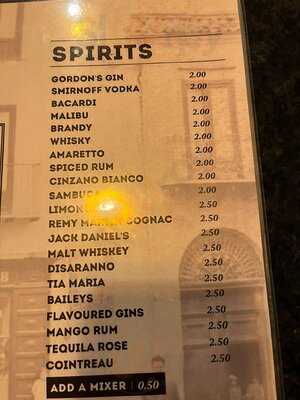 SPIRITS
GORDON'S GIN 2.00
SMIRNOFF VODKA 2.00
BACARDI 2.00
MALIBU 2.00
BRANDY 2.00
WHISKY 2.00
AMARETTO 2.00
SPICED RUM 2.00
CINZANO BIANCO 2.00
2.00
2.50
REMY MARTIN COGNAC 2.50
JACK DANIEL'S 2.50
MALT WHISKEY 2.50
DISARANNO 2.50
TIA MARIA 2.50
BAILEYS 2.50
FLAVOURED GINS 2.50
MANGO RUM 2.50
TEQUILA ROSE 2.50
COINTREAU 2.50
ADD A MIXER | 0.50